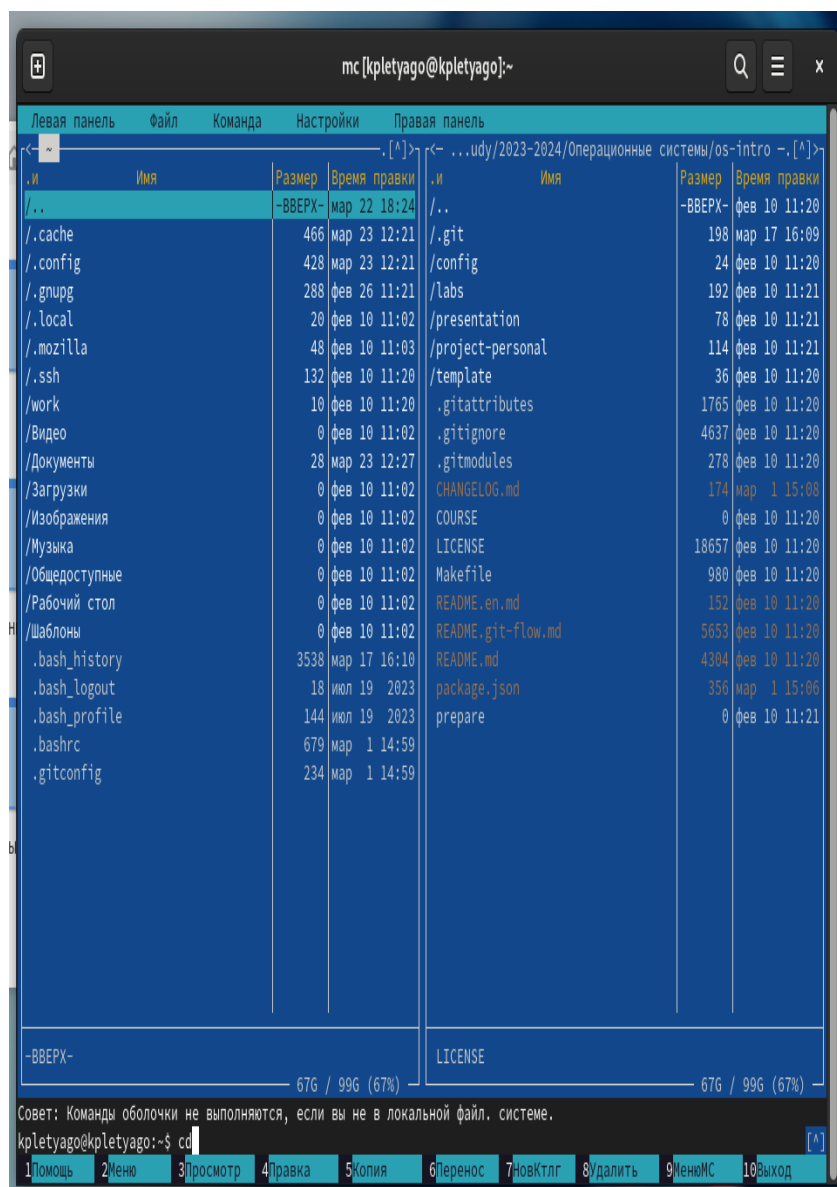 mc [kpletyago@kpletyago]:~
Левая панель Файл Команда Настройки Правая панель
<— ~ .[^]>
.и Имя Размер Время правки
/.. -ВВЕРХ- мар 22 18:24
/.cache 466 мар 23 12:21
/.config 428 мар 23 12:21
/.gnupg 288 фев 26 11:21
/.local 20 фев 10 11:02
/.mozilla 48 фев 10 11:03
/.ssh 132 фев 10 11:20
/work 10 фев 10 11:20
/Видео 0 фев 10 11:02
/Документы 28 мар 23 12:27
/Загрузки 0 фев 10 11:02
/Изображения 0 фев 10 11:02
/Музыка 0 фев 10 11:02
/Общедоступные 0 фев 10 11:02
/Рабочий стол 0 фев 10 11:02
/Шаблоны 0 фев 10 11:02
.bash_history 3538 мар 17 16:10
.bash_logout 18 июл 19 2023
.bash_profile 144 июл 19 2023
.bashrc 679 мар 1 14:59
.gitconfig 234 мар 1 14:59
-ВВЕРХ-
67G / 99G (67%)
<— ...udy/2023-2024/Операционные системы/os-intro —.[^]>
.и Имя Размер Время правки
/.. -ВВЕРХ- фев 10 11:20
/.git 198 мар 17 16:09
/config 24 фев 10 11:20
/labs 192 фев 10 11:21
/presentation 78 фев 10 11:21
/project-personal 114 фев 10 11:21
/template 36 фев 10 11:20
.gitattributes 1765 фев 10 11:20
.gitignore 4637 фев 10 11:20
.gitmodules 278 фев 10 11:20
CHANGELOG.md 174 мар 1 15:08
COURSE 0 фев 10 11:20
LICENSE 18657 фев 10 11:20
Makefile 980 фев 10 11:20
README.en.md 152 фев 10 11:20
README.git-flow.md 5653 фев 10 11:20
README.md 4304 фев 10 11:20
package.json 356 мар 1 15:06
prepare 0 фев 10 11:21
LICENSE
67G / 99G (67%)
Совет: Команды оболочки не выполняются, если вы не в локальной файл. системе.
kpletyago@kpletyago:~$ cd [^]
1Помощь 2Меню 3Просмотр 4Правка 5Копия 6Перенос 7НовКтлг 8Удалить 9МенюMC 10Выход